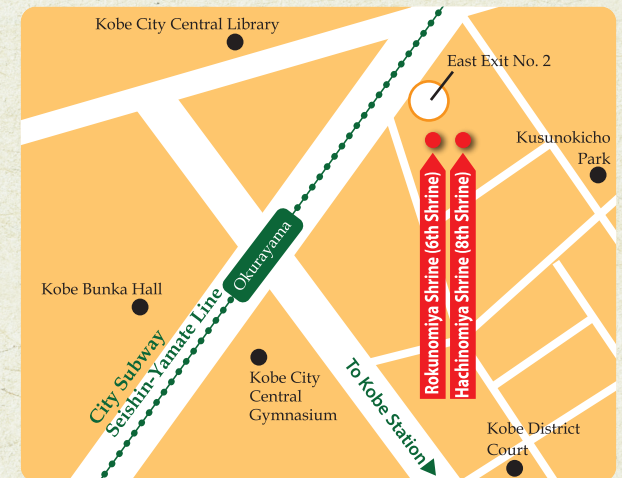 Kobe City Central Library
East Exit No. 2
Kusunokicho
Park
Rokunomiya Shrine (6th Shrine)
Hachinomiya Shrine (8th Shrine)
Okurayama
Kobe Bunka Hall
City Subway
Seishin-Yamate Line
Kobe City
Central
Gymnasium
To Kobe Station
Kobe District
Court